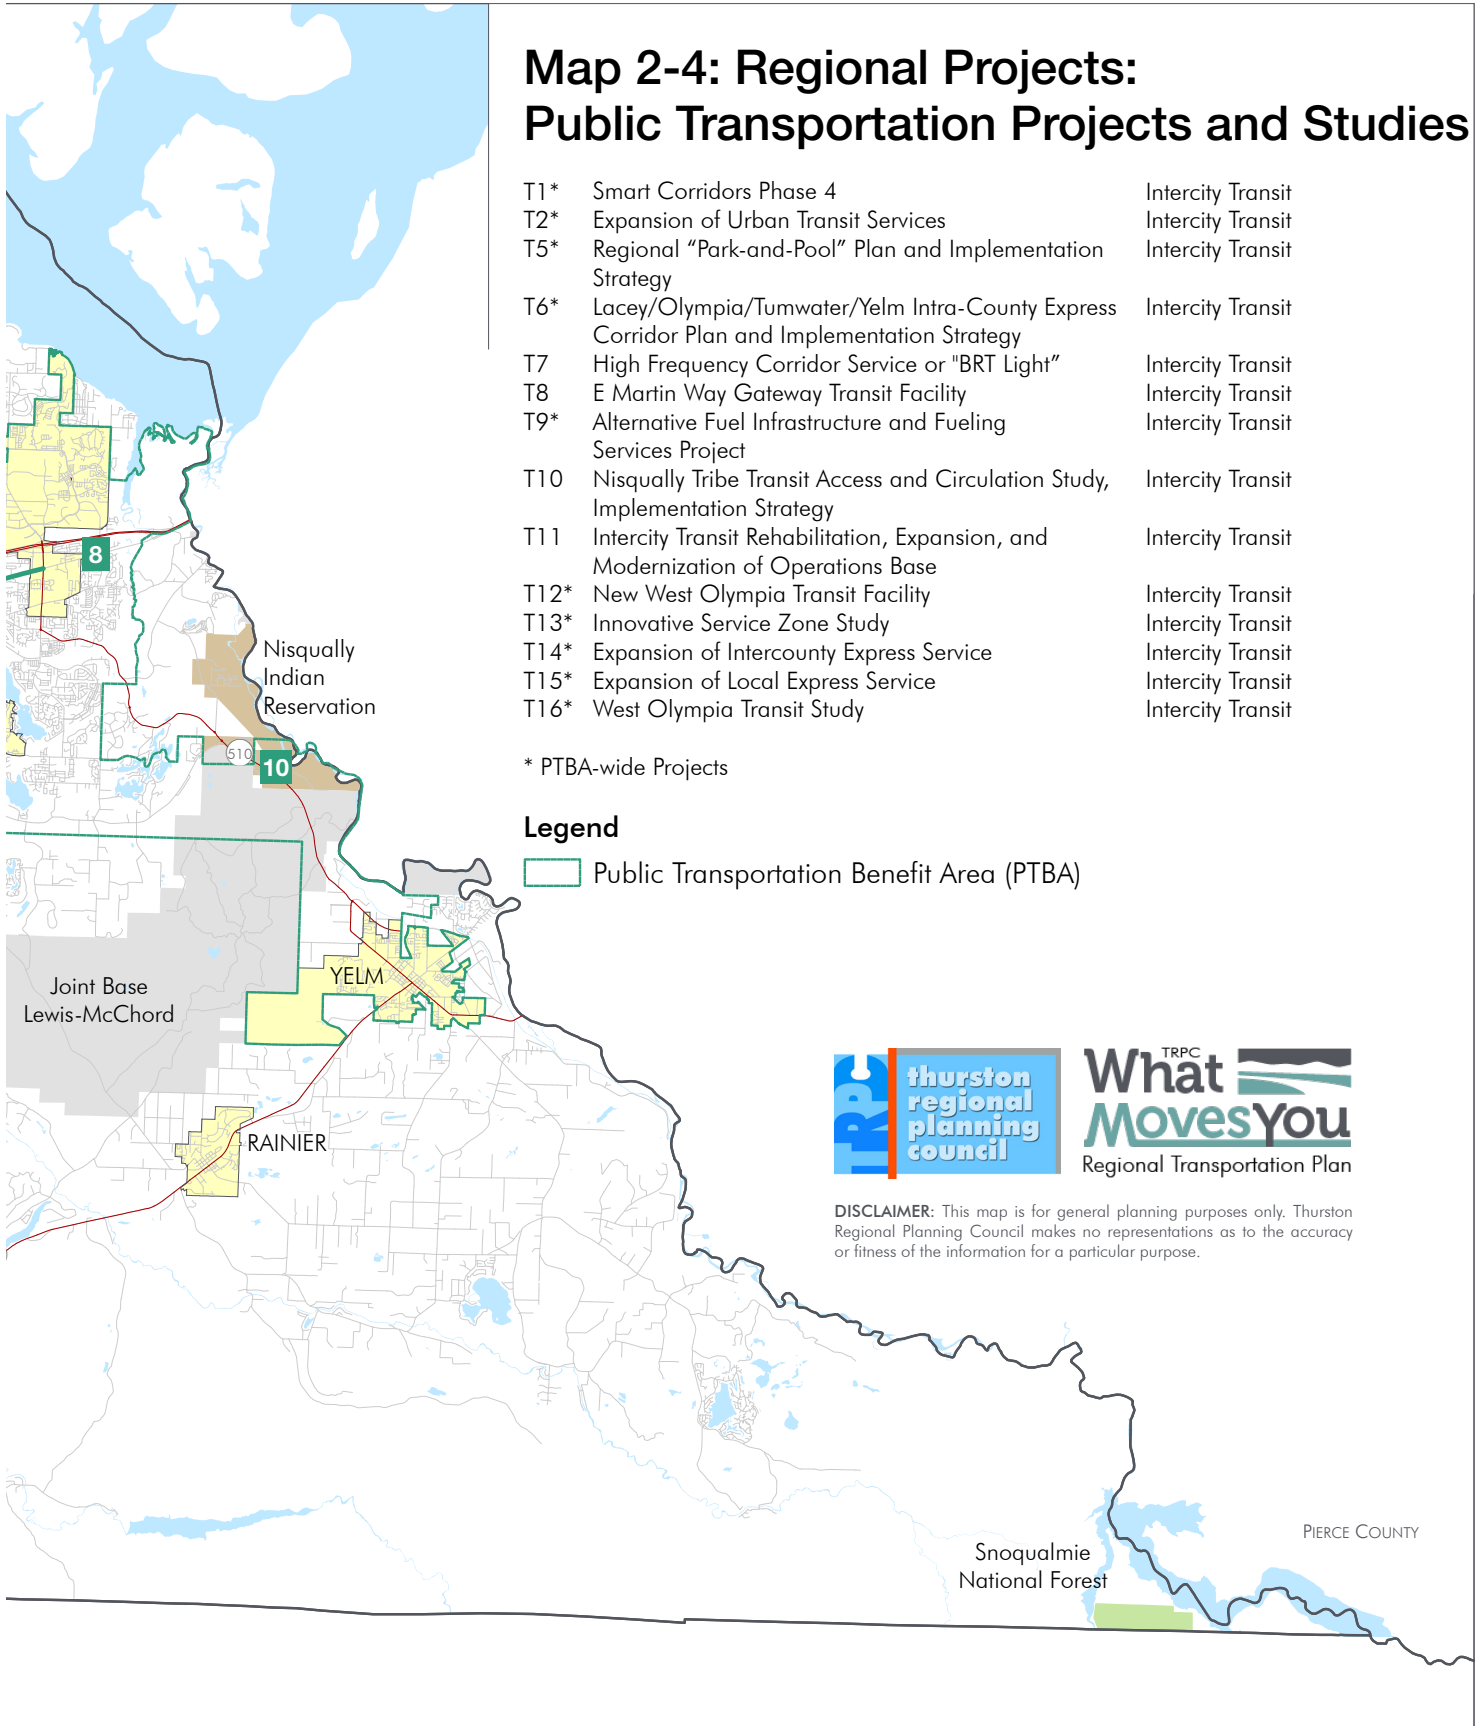 Map 2-4: Regional Projects:
Public Transportation Projects and Studies
T1* Smart Corridors Phase 4 Intercity Transit
T2* Expansion of Urban Transit Services Intercity Transit
T5* Regional “Park-and-Pool” Plan and Implementation Intercity Transit
Strategy
T6* Lacey/Olympia/Tumwater/Yelm Intra-County Express Intercity Transit
Corridor Plan and Implementation Strategy
T7 High Frequency Corridor Service or "BRT Light” Intercity Transit
T8 E Martin Way Gateway Transit Facility Intercity Transit
T9* Alternative Fuel Infrastructure and Fueling Intercity Transit
Services Project
T10 Nisqually Tribe Transit Access and Circulation Study, Intercity Transit
Implementation Strategy
T11 Intercity Transit Rehabilitation, Expansion, and Intercity Transit
Modernization of Operations Base
T12* New West Olympia Transit Facility Intercity Transit
T13* Innovative Service Zone Study Intercity Transit
T14* Expansion of Intercounty Express Service Intercity Transit
T15* Expansion of Local Express Service Intercity Transit
T16* West Olympia Transit Study Intercity Transit
* PTBA-wide Projects
Legend
Public Transportation Benefit Area (PTBA)
8
Nisqually
Indian
Reservation
510
10
YELM
Joint Base
Lewis-McChord
RAINIER
TRPC
thurston
regional
planning
council
TRPC
What
MovesYou
Regional Transportation Plan
DISCLAIMER: This map is for general planning purposes only. Thurston
Regional Planning Council makes no representations as to the accuracy
or fitness of the information for a particular purpose.
PIERCE COUNTY
Snoqualmie
National Forest